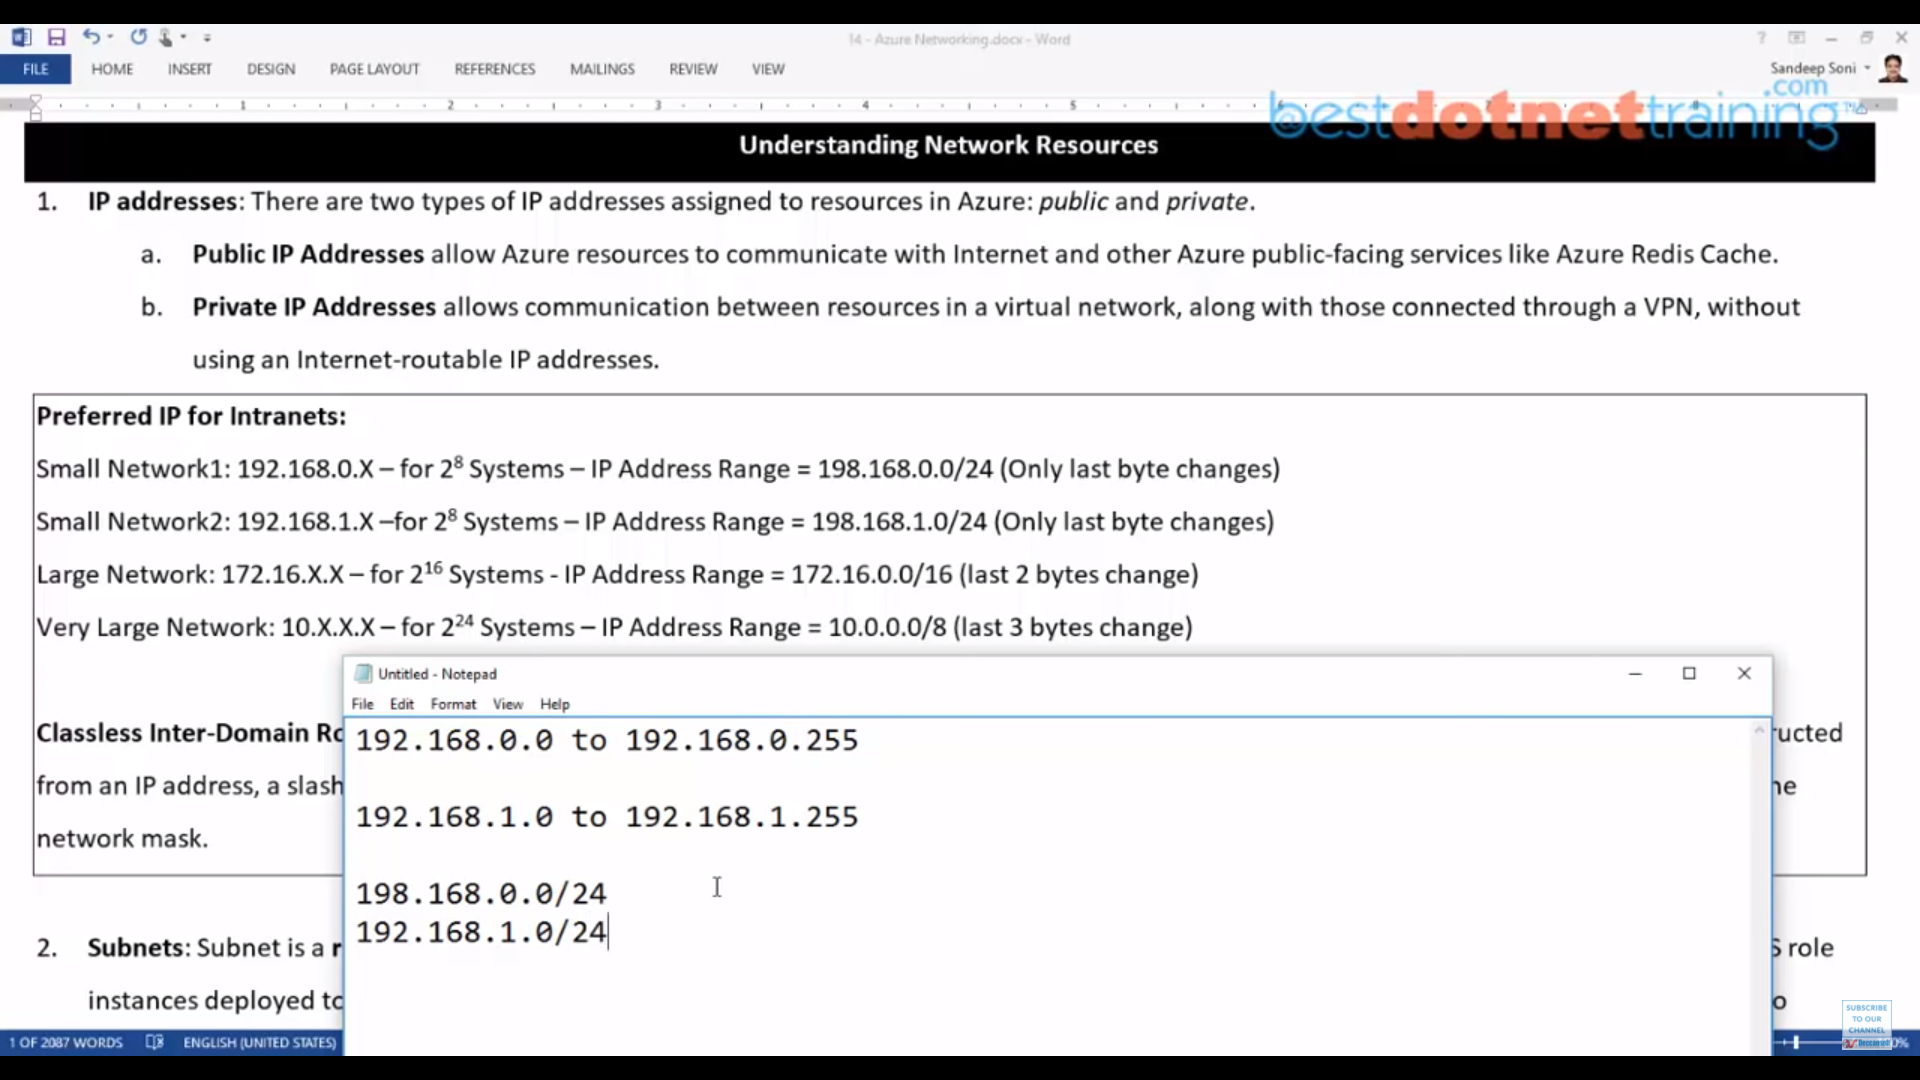 14 - Azure Networking.docx - Word
FILE HOME INSERT DESIGN PAGE LAYOUT REFERENCES MAILINGS REVIEW VIEW Sandeep Soni
bestdotnettraining.com
Understanding Network Resources
1. IP addresses: There are two types of IP addresses assigned to resources in Azure: public and private.
a. Public IP Addresses allow Azure resources to communicate with Internet and other Azure public-facing services like Azure Redis Cache.
b. Private IP Addresses allows communication between resources in a virtual network, along with those connected through a VPN, without
using an Internet-routable IP addresses.
Preferred IP for Intranets:
Small Network1: 192.168.0.X – for 2⁸ Systems – IP Address Range = 198.168.0.0/24 (Only last byte changes)
Small Network2: 192.168.1.X –for 2⁸ Systems – IP Address Range = 198.168.1.0/24 (Only last byte changes)
Large Network: 172.16.X.X – for 2¹⁶ Systems - IP Address Range = 172.16.0.0/16 (last 2 bytes change)
Very Large Network: 10.X.X.X – for 2²⁴ Systems – IP Address Range = 10.0.0.0/8 (last 3 bytes change)
Untitled - Notepad
File Edit Format View Help
192.168.0.0 to 192.168.0.255
192.168.1.0 to 192.168.1.255
198.168.0.0/24
192.168.1.0/24
Classless Inter-Domain Ro ucted
from an IP address, a slash he
network mask.
2. Subnets: Subnet is a r S role
instances deployed to o
1 OF 2087 WORDS ENGLISH (UNITED STATES)
SUBSCRIBE
TO OUR
CHANNEL